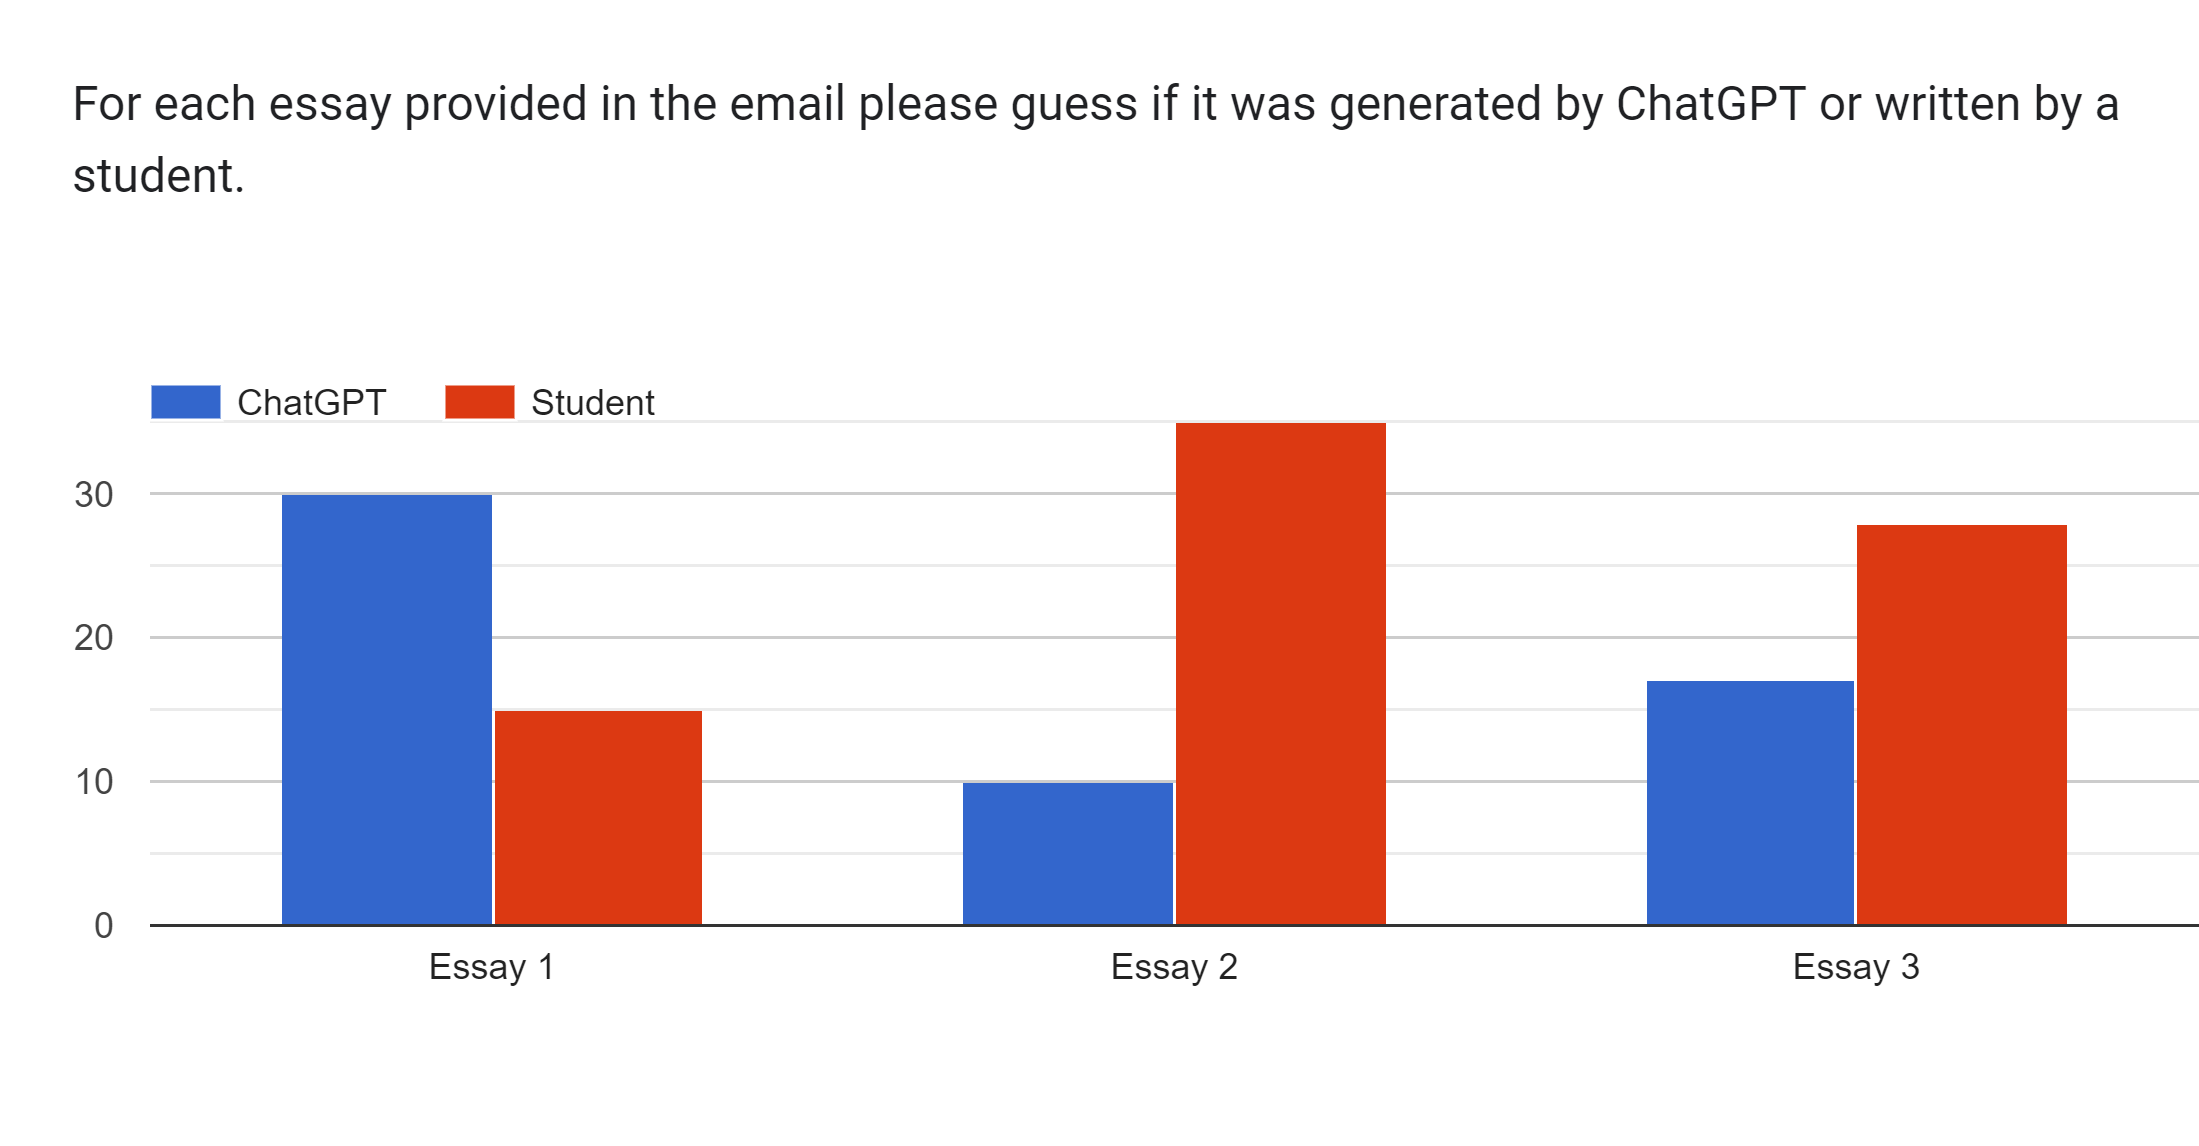 For each essay provided in the email please guess if it was generated by ChatGPT or written by a
student.
ChatGPT Student
30
20
10
0
Essay 1 Essay 2 Essay 3